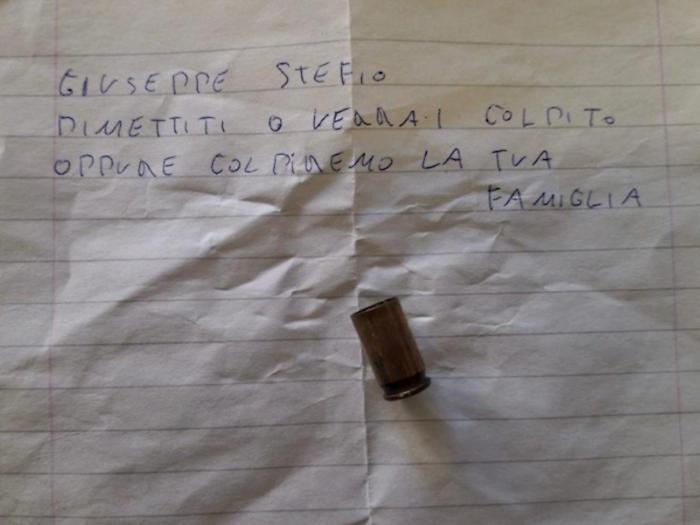 GIUSEPPE STEFIO
DIMETTITI O VERRAI COLPITO
OPPURE COLPIREMO LA TUA
FAMIGLIA